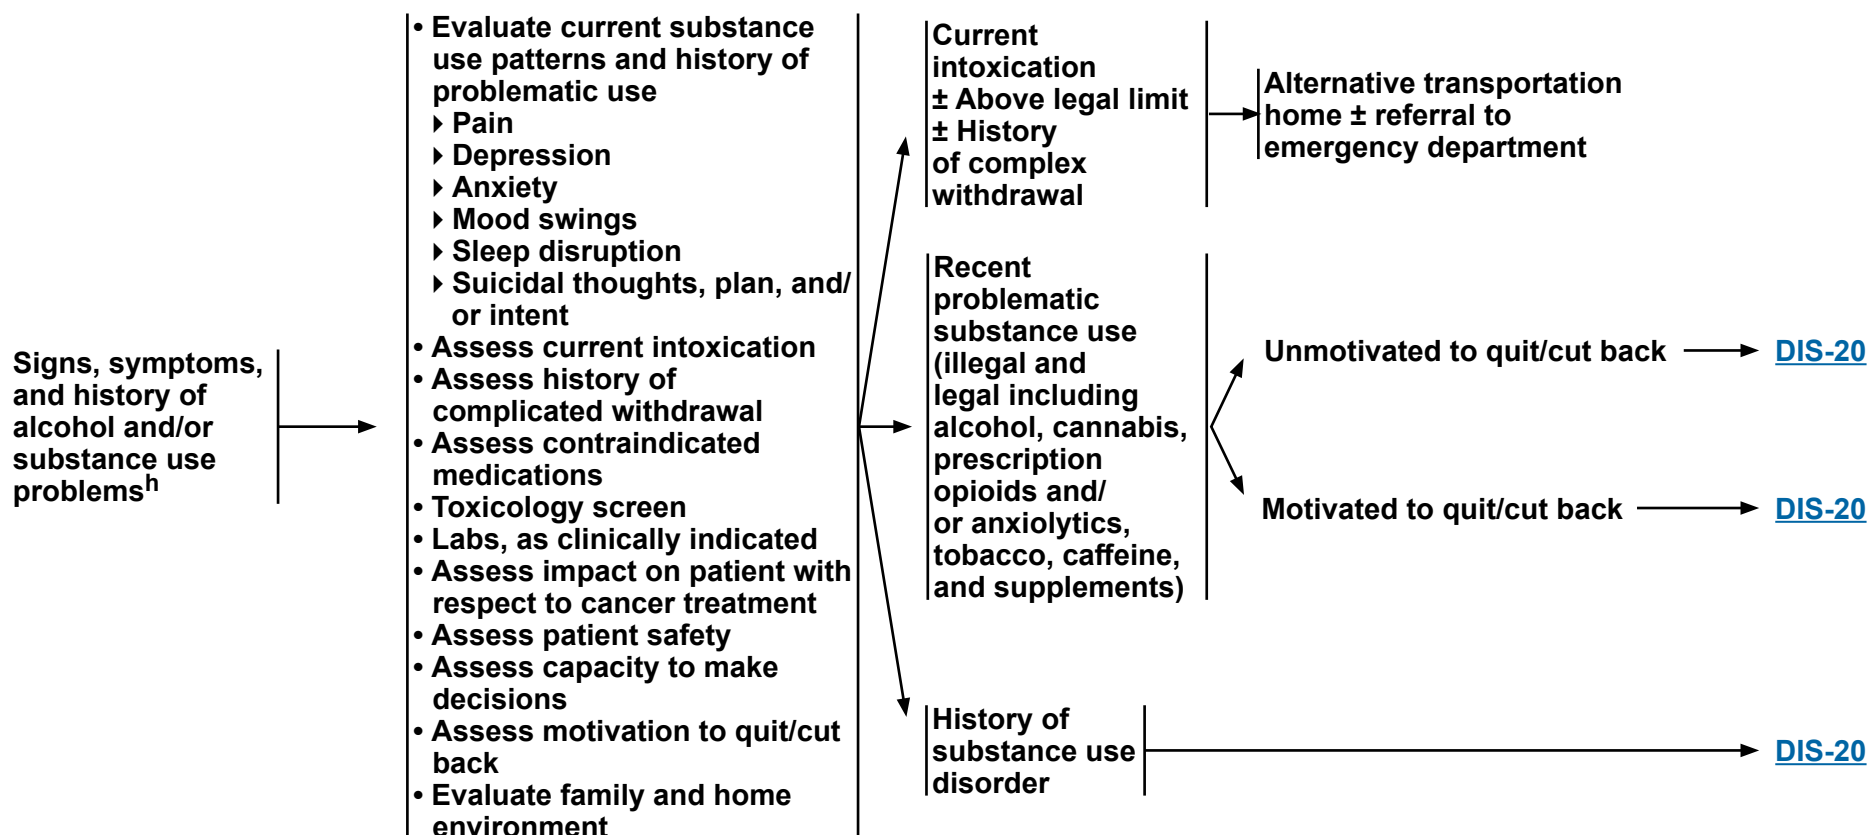 Signs, symptoms,
and history of
alcohol and/or
substance use
problemsʰ
• Evaluate current substance
use patterns and history of
problematic use
▸ Pain
▸ Depression
▸ Anxiety
▸ Mood swings
▸ Sleep disruption
▸ Suicidal thoughts, plan, and/
or intent
• Assess current intoxication
• Assess history of
complicated withdrawal
• Assess contraindicated
medications
• Toxicology screen
• Labs, as clinically indicated
• Assess impact on patient with
respect to cancer treatment
• Assess patient safety
• Assess capacity to make
decisions
• Assess motivation to quit/cut
back
• Evaluate family and home
environment
Current
intoxication
± Above legal limit
± History
of complex
withdrawal
Alternative transportation
home ± referral to
emergency department
Recent
problematic
substance use
(illegal and
legal including
alcohol, cannabis,
prescription
opioids and/
or anxiolytics,
tobacco, caffeine,
and supplements)
Unmotivated to quit/cut back
DIS-20
Motivated to quit/cut back
DIS-20
History of
substance use
disorder
DIS-20